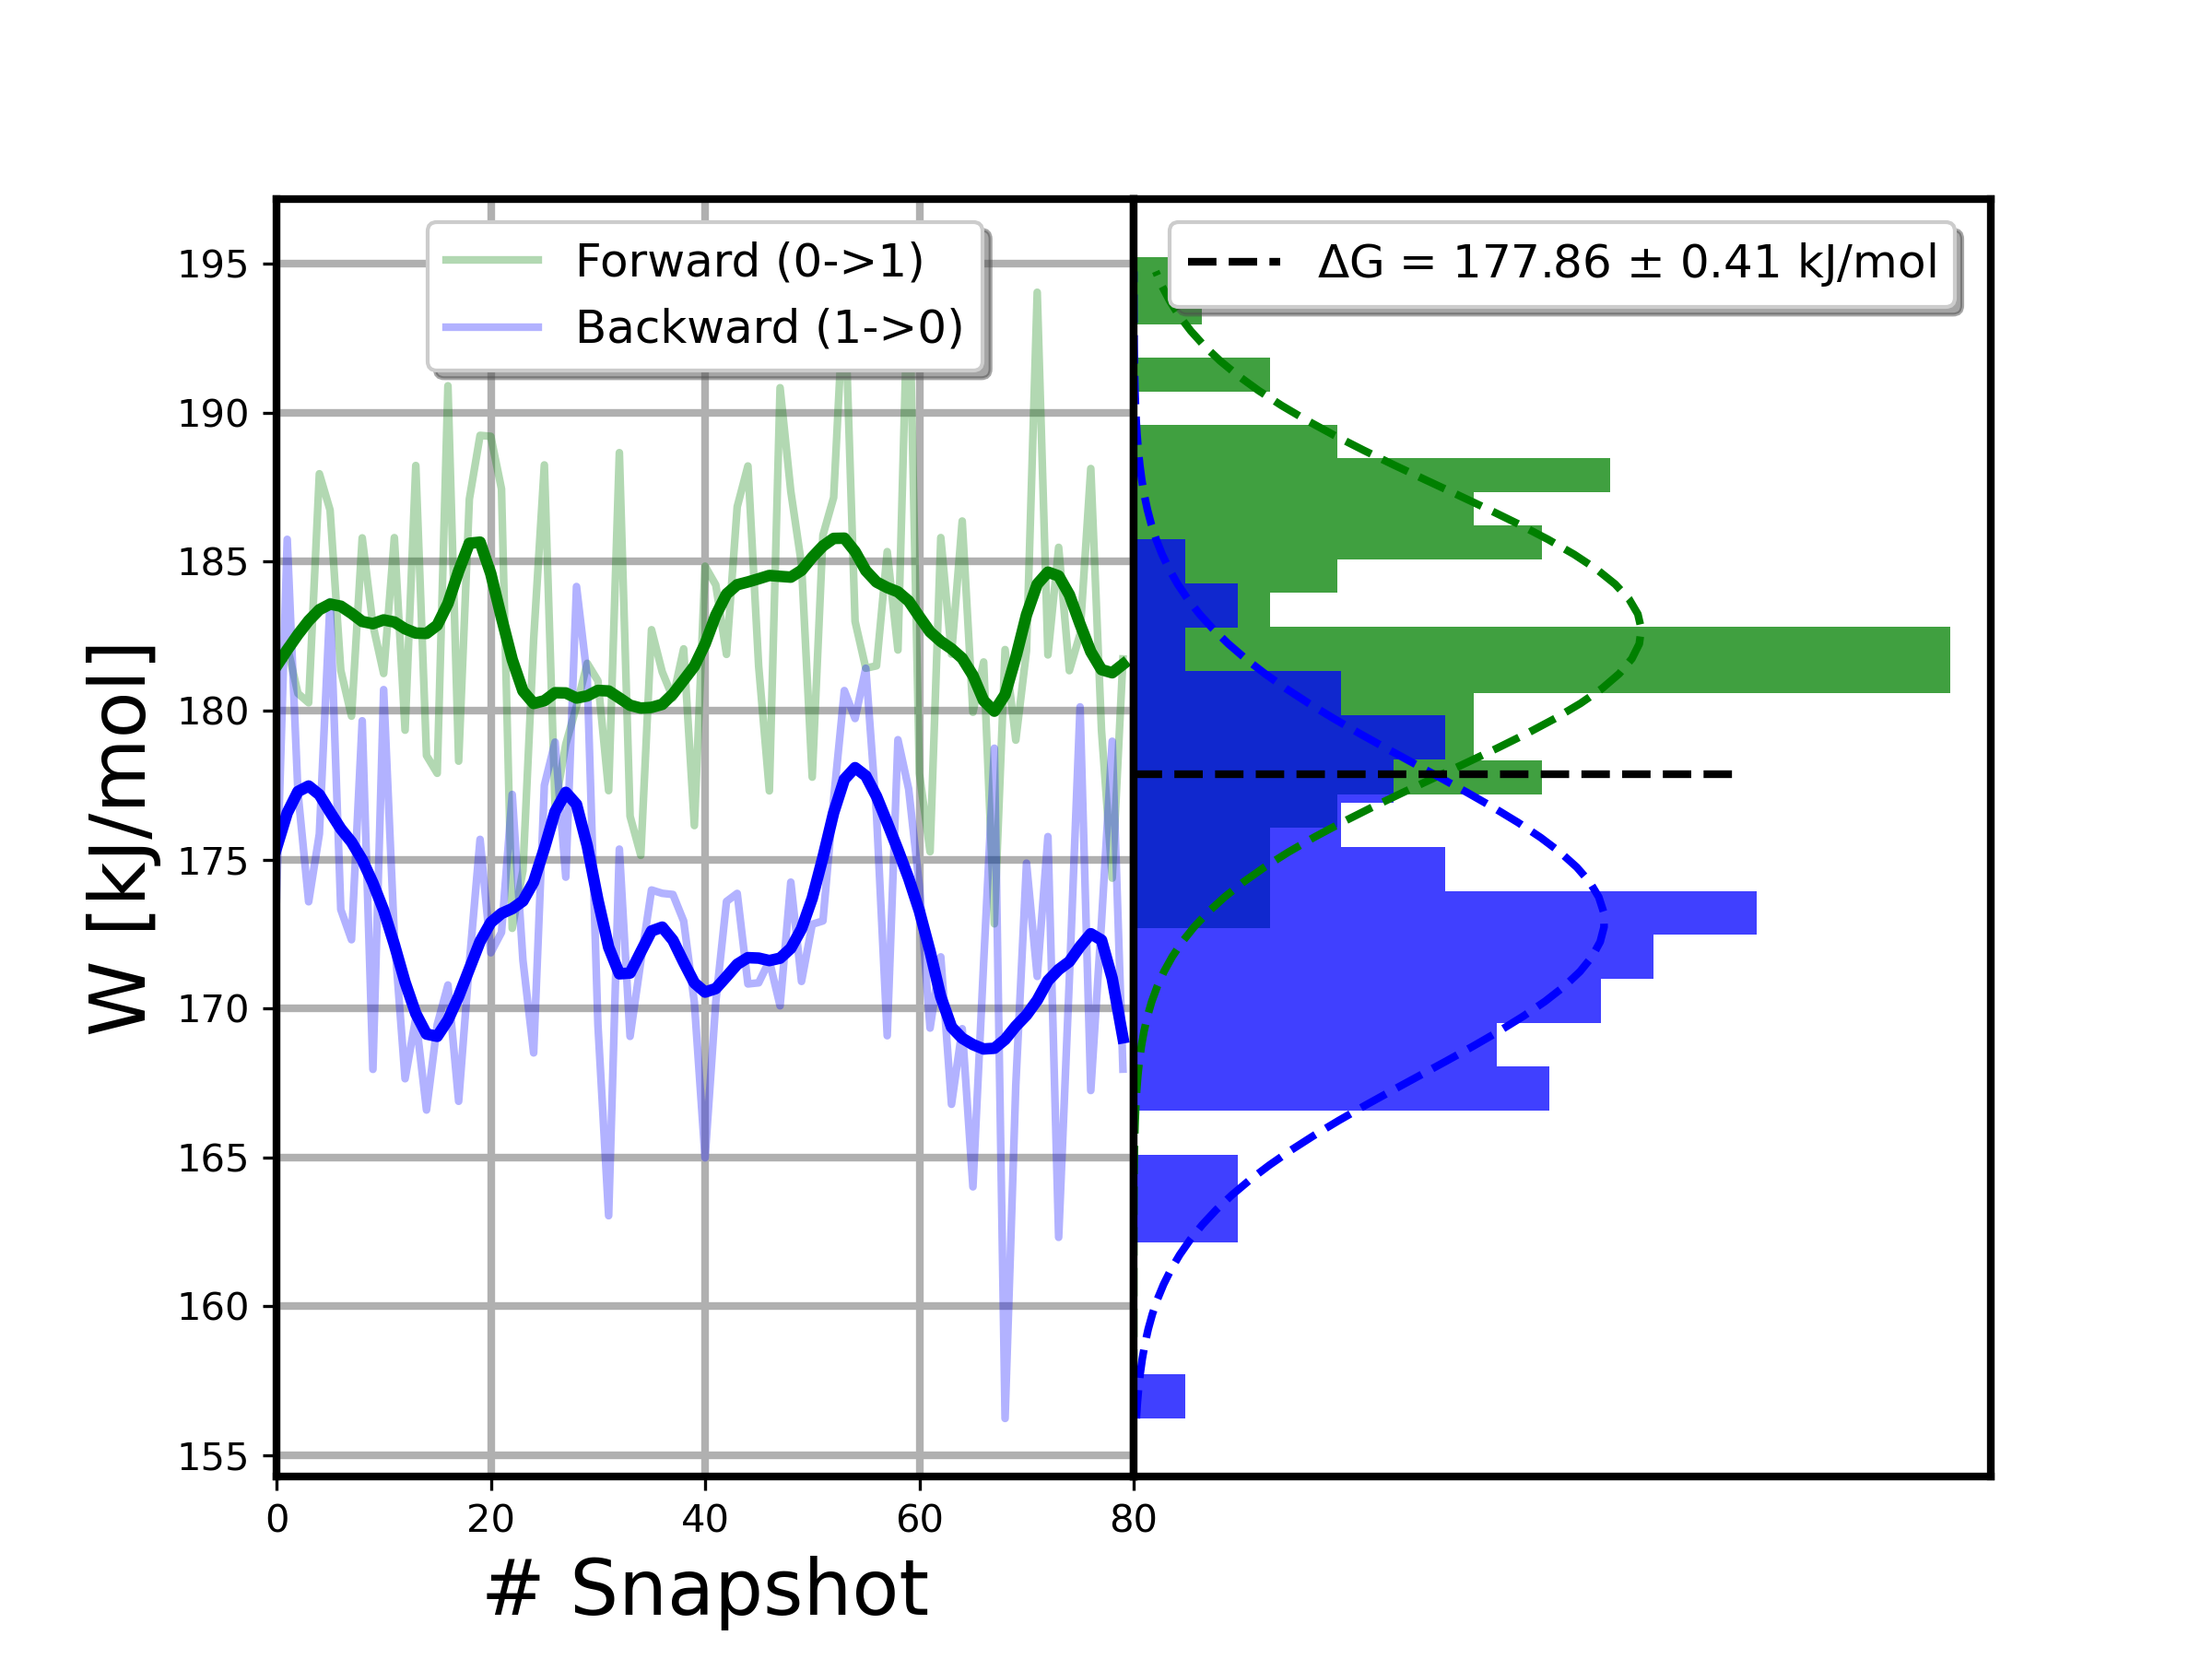 Forward (0->1)
Backward (1->0)
ΔG = 177.86 ± 0.41 kJ/mol
W [kJ/mol]
195
190
185
180
175
170
165
160
155
0 20 40 60 80
# Snapshot